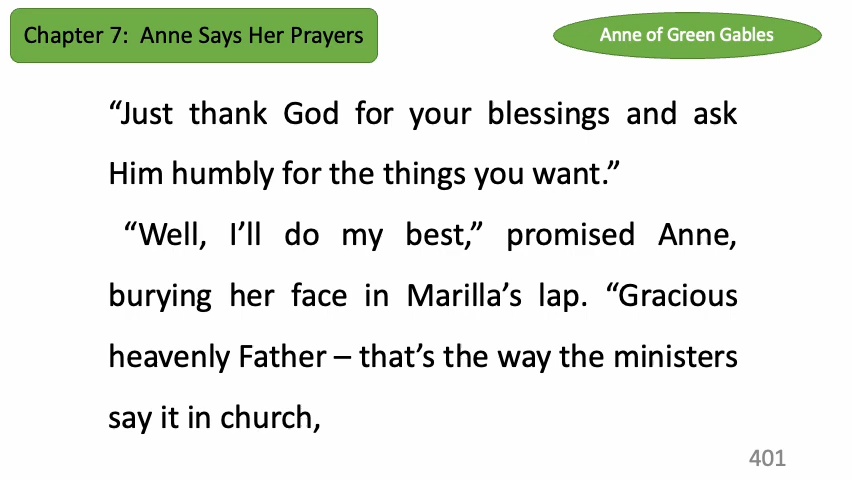 Chapter 7:  Anne Says Her Prayers
Anne of Green Gables
“Just thank God for your blessings and ask
Him humbly for the things you want.”
“Well, I’ll do my best,” promised Anne,
burying her face in Marilla’s lap. “Gracious
heavenly Father – that’s the way the ministers
say it in church,
401